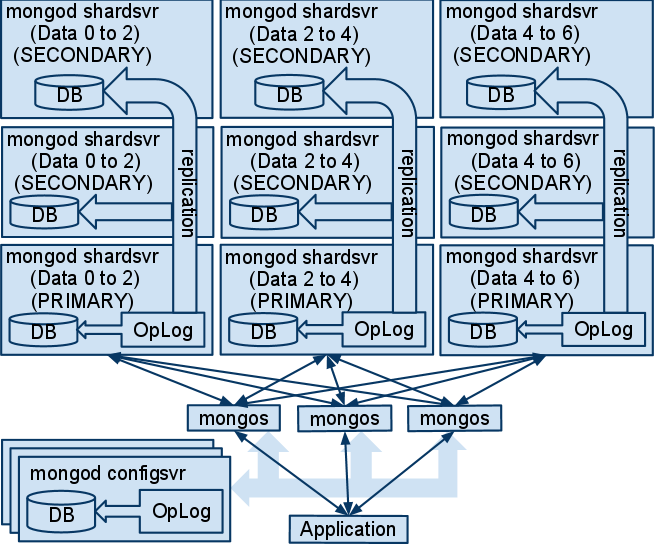 mongod shardsvr
(Data 0 to 2)
(SECONDARY)
DB
mongod shardsvr
(Data 2 to 4)
(SECONDARY)
DB
mongod shardsvr
(Data 4 to 6)
(SECONDARY)
DB
mongod shardsvr
(Data 0 to 2)
(SECONDARY)
DB
replication
mongod shardsvr
(Data 2 to 4)
(SECONDARY)
DB
replication
mongod shardsvr
(Data 4 to 6)
(SECONDARY)
DB
replication
mongod shardsvr
(Data 0 to 2)
(PRIMARY)
DB
OpLog
mongod shardsvr
(Data 2 to 4)
(PRIMARY)
DB
OpLog
mongod shardsvr
(Data 4 to 6)
(PRIMARY)
DB
OpLog
mongos
mongos
mongos
mongod configsvr
DB
OpLog
Application